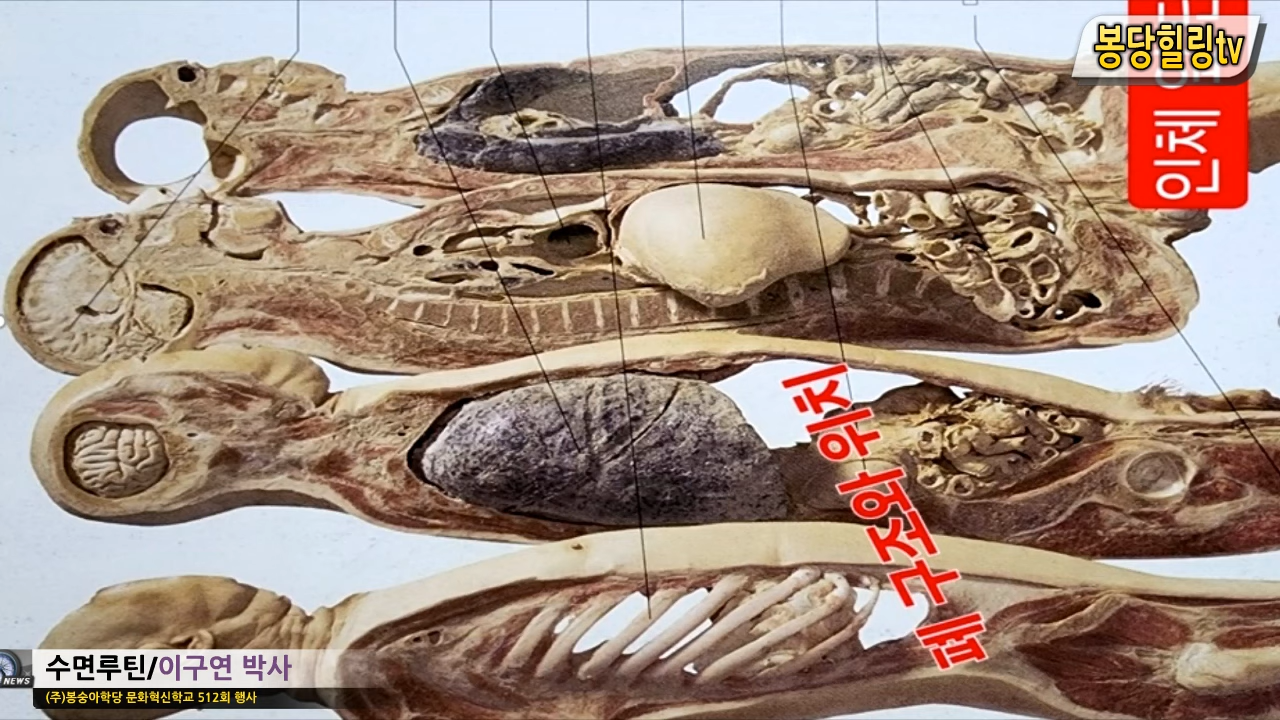 봉당힐링tv
인체
폐 구조와 위치
NEWS
수면루틴/이구연 박사
(주)봉숭아학당 문화혁신학교 512회 행사